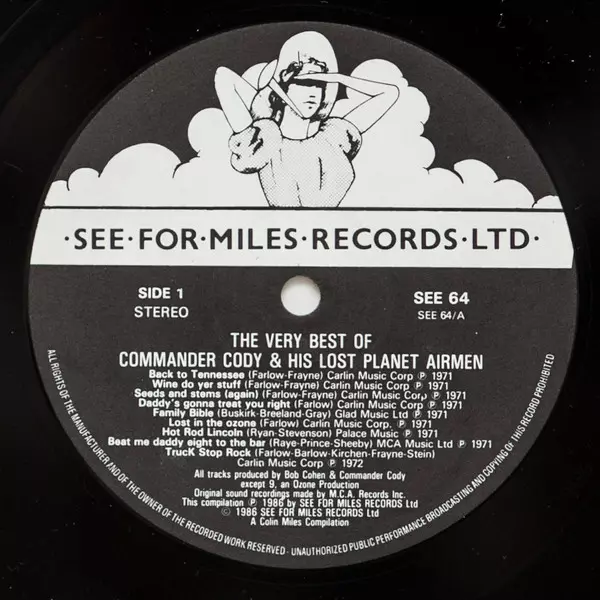 ·SEE·FOR·MILES·RECORDS·LTD·
SIDE 1
STEREO
SEE 64
SEE 64/A
THE VERY BEST OF
COMMANDER CODY & HIS LOST PLANET AIRMEN
Back to Tennessee (Farlow-Frayne) Carlin Music Corp ℗ 1971
Wine do yer stuff (Farlow-Frayne) Carlin Music Corp ℗ 1971
Seeds and stems (again) (Farlow-Frayne) Carlin Music Corp ℗ 1971
Daddy's gonna treat you right (Farlow) Carlin Music Corp ℗ 1971
Family Bible (Buskirk-Breeland-Gray) Glad Music Ltd ℗ 1971
Lost in the ozone (Farlow) Carlin Music Corp. ℗ 1971
Hot Rod Lincoln (Ryan-Stevenson) Palace Music ℗ 1971
Beat me daddy eight to the bar (Raye-Prince-Sheeby) MCA Music Ltd ℗ 1971
Truck Stop Rock (Farlow-Barlow-Kirchen-Frayne-Stein)
Carlin Music Corp ℗ 1972
All tracks produced by Bob Cohen & Commander Cody
except 9, an Ozone Production
Original sound recordings made by M.C.A. Records Inc.
This compilation ℗ 1986 by SEE FOR MILES RECORDS Ltd
© 1986 SEE FOR MILES RECORDS Ltd
A Colin Miles Compilation
ALL RIGHTS OF THE MANUFACTURER AND OF THE OWNER OF THE RECORDED WORK RESERVED · UNAUTHORIZED PUBLIC PERFORMANCE BROADCASTING AND COPYING OF THIS RECORD PROHIBITED